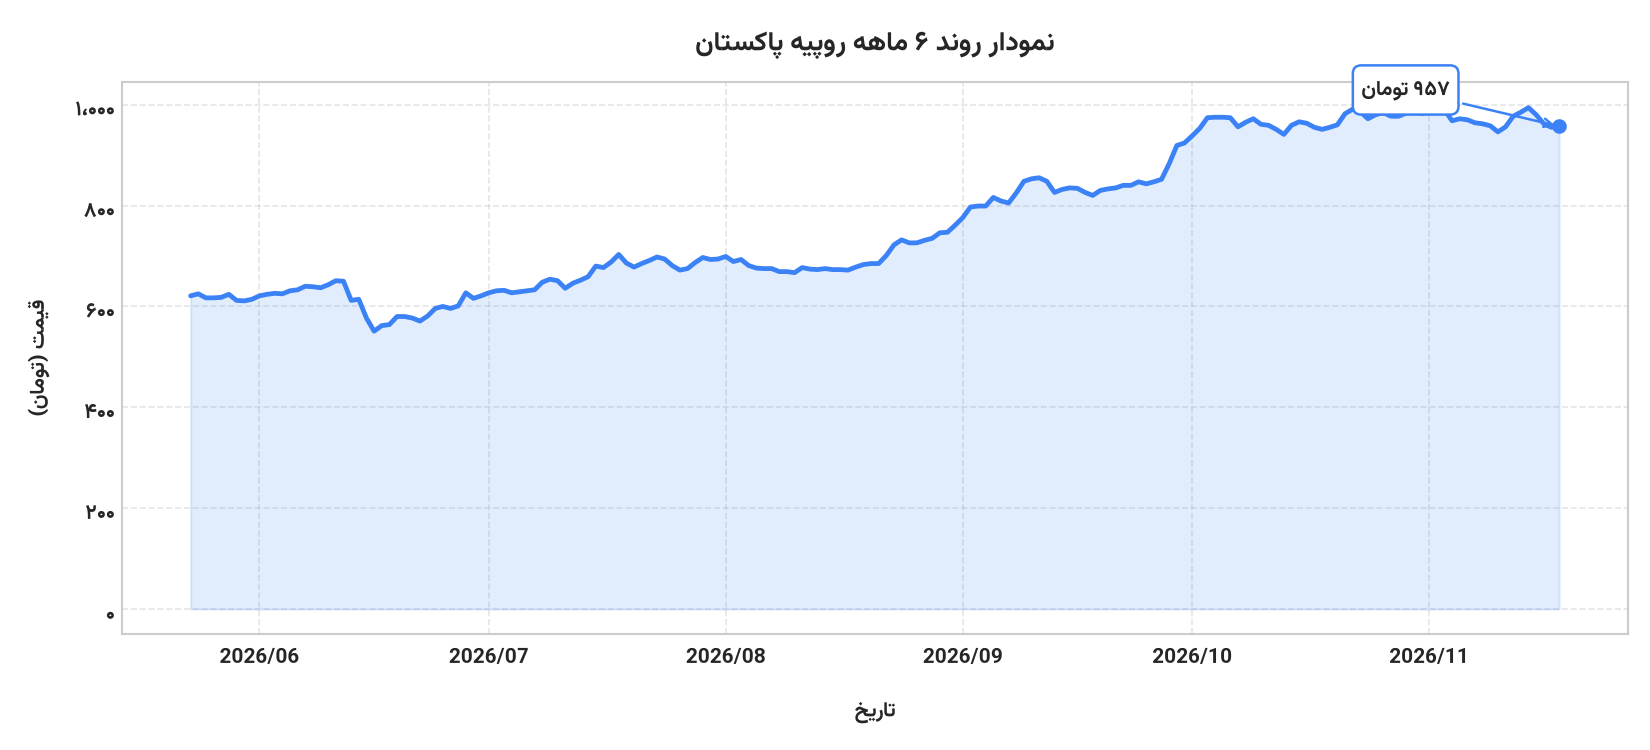 نمودار روند ۶ ماهه روپیه پاکستان
۹۵۷ تومان
۱،۰۰۰
۸۰۰
۶۰۰
۴۰۰
۲۰۰
۰
قیمت (تومان)
2026/06 2026/07 2026/08 2026/09 2026/10 2026/11
تاریخ